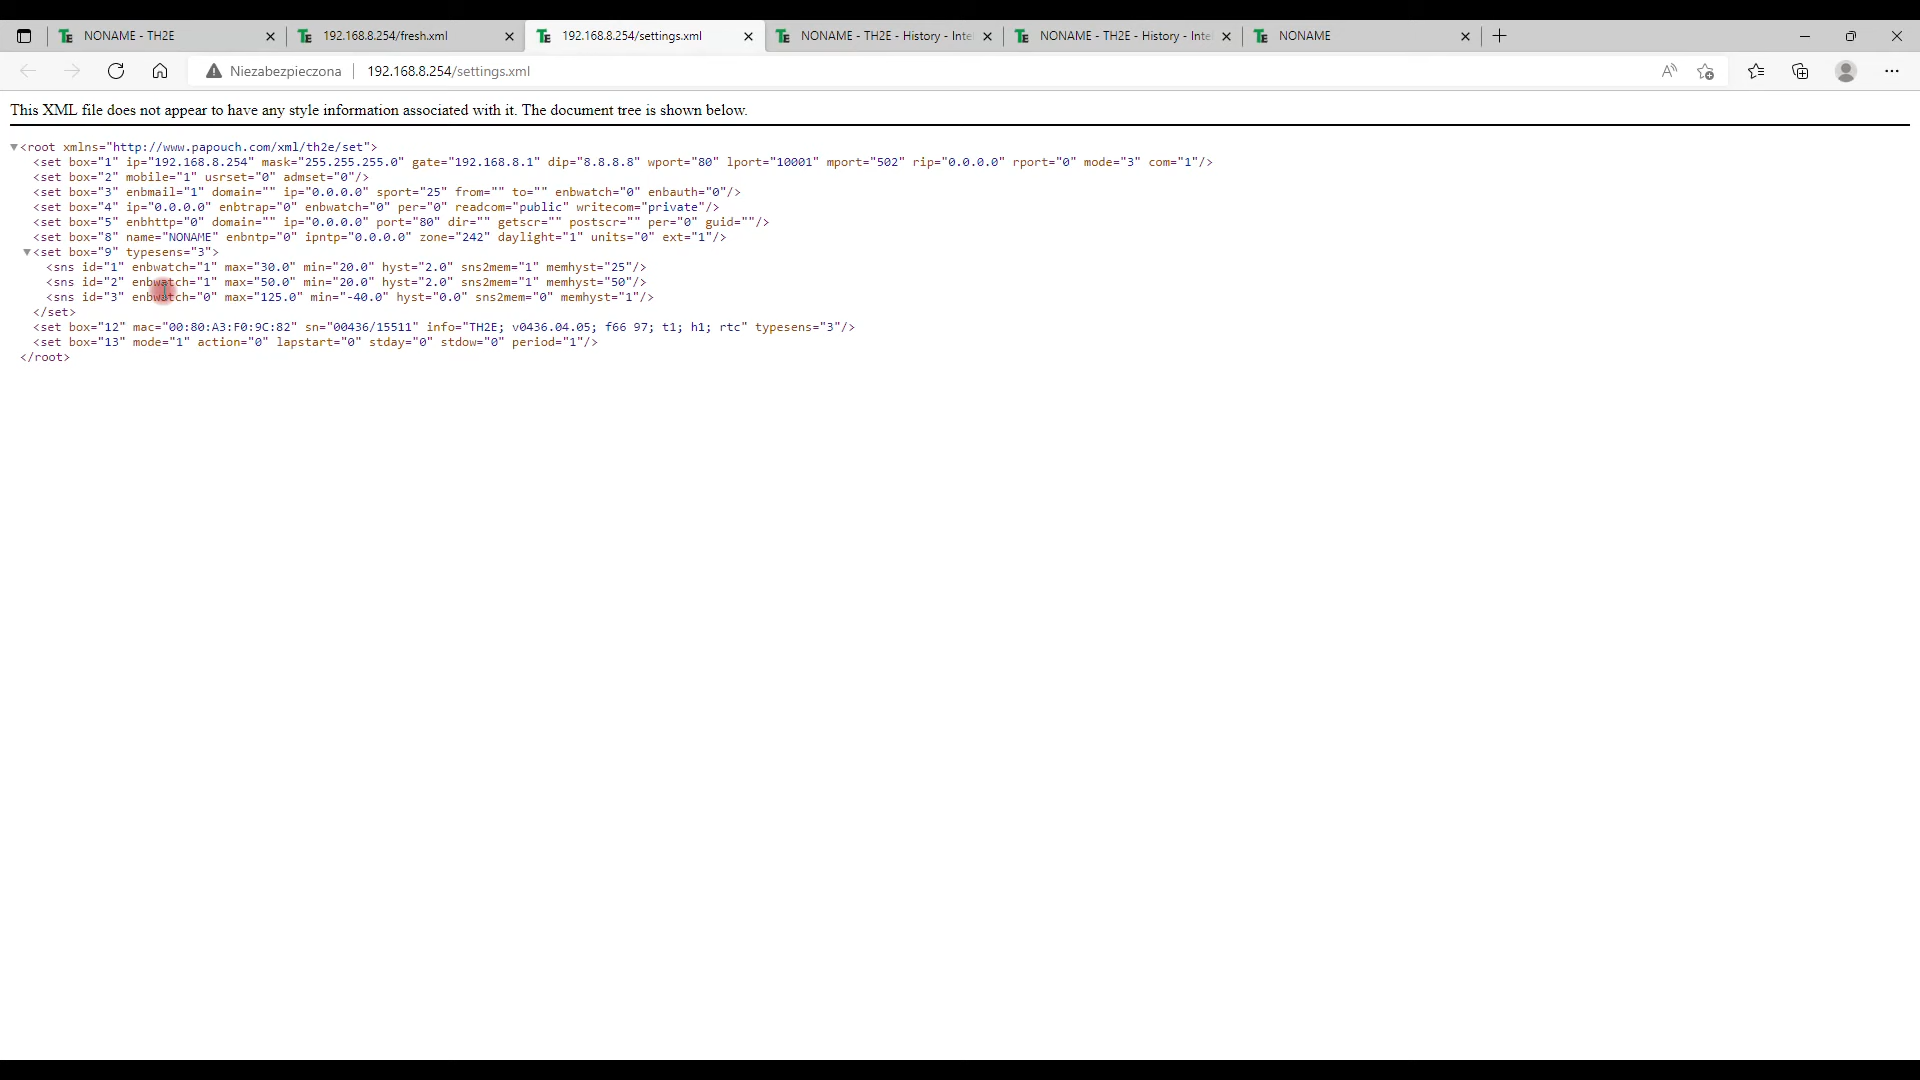 NONAME - TH2E
192.168.8.254/fresh.xml
192.168.8.254/settings.xml
NONAME - TH2E - History - Inte
NONAME - TH2E - History - Inte
NONAME
Niezabezpieczona
192.168.8.254/settings.xml
This XML file does not appear to have any style information associated with it. The document tree is shown below.
<root xmlns="http://www.papouch.com/xml/th2e/set">
<set box="1" ip="192.168.8.254" mask="255.255.255.0" gate="192.168.8.1" dip="8.8.8.8" wport="80" lport="10001" mport="502" rip="0.0.0.0" rport="0" mode="3" com="1"/>
<set box="2" mobile="1" usrset="0" admset="0"/>
<set box="3" enbmail="1" domain="" ip="0.0.0.0" sport="25" from="" to="" enbwatch="0" enbauth="0"/>
<set box="4" ip="0.0.0.0" enbtrap="0" enbwatch="0" per="0" readcom="public" writecom="private"/>
<set box="5" enbhttp="0" domain="" ip="0.0.0.0" port="80" dir="" getscr="" postscr="" per="0" guid=""/>
<set box="8" name="NONAME" enbntp="0" ipntp="0.0.0.0" zone="242" daylight="1" units="0" ext="1"/>
<set box="9" typesens="3">
<sns id="1" enbwatch="1" max="30.0" min="20.0" hyst="2.0" sns2mem="1" memhyst="25"/>
<sns id="2" enbwatch="1" max="50.0" min="20.0" hyst="2.0" sns2mem="1" memhyst="50"/>
<sns id="3" enbwatch="0" max="125.0" min="-40.0" hyst="0.0" sns2mem="0" memhyst="1"/>
</set>
<set box="12" mac="00:80:A3:F0:9C:82" sn="00436/15511" info="TH2E; v0436.04.05; f66 97; t1; h1; rtc" typesens="3"/>
<set box="13" mode="1" action="0" lapstart="0" stday="0" stdow="0" period="1"/>
</root>